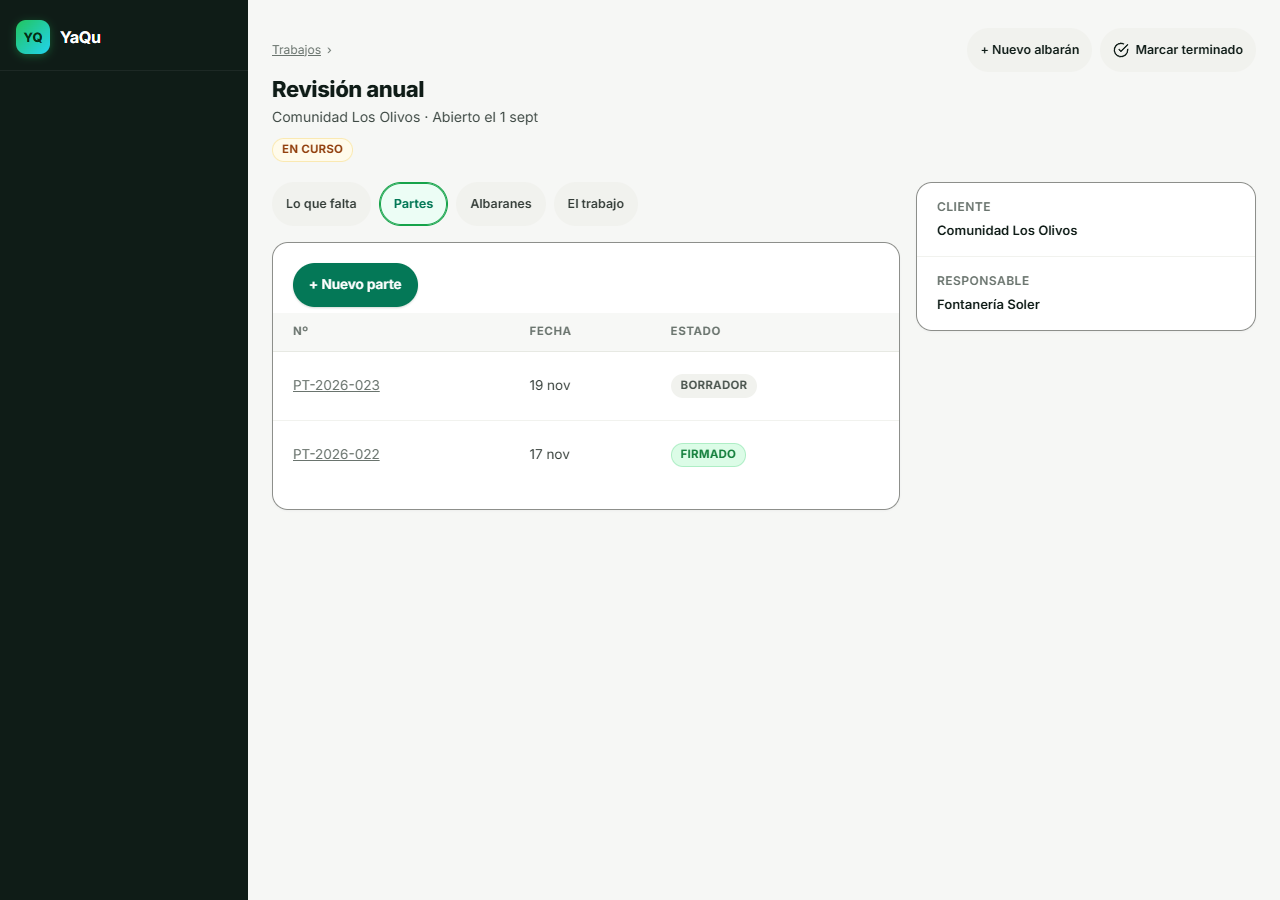 YQ YaQu
Trabajos ›
+ Nuevo albarán
Marcar terminado
Revisión anual
Comunidad Los Olivos · Abierto el 1 sept
EN CURSO
Lo que falta
Partes
Albaranes
El trabajo
+ Nuevo parte
Nº FECHA ESTADO
PT-2026-023 19 nov BORRADOR
PT-2026-022 17 nov FIRMADO
CLIENTE
Comunidad Los Olivos
RESPONSABLE
Fontanería Soler